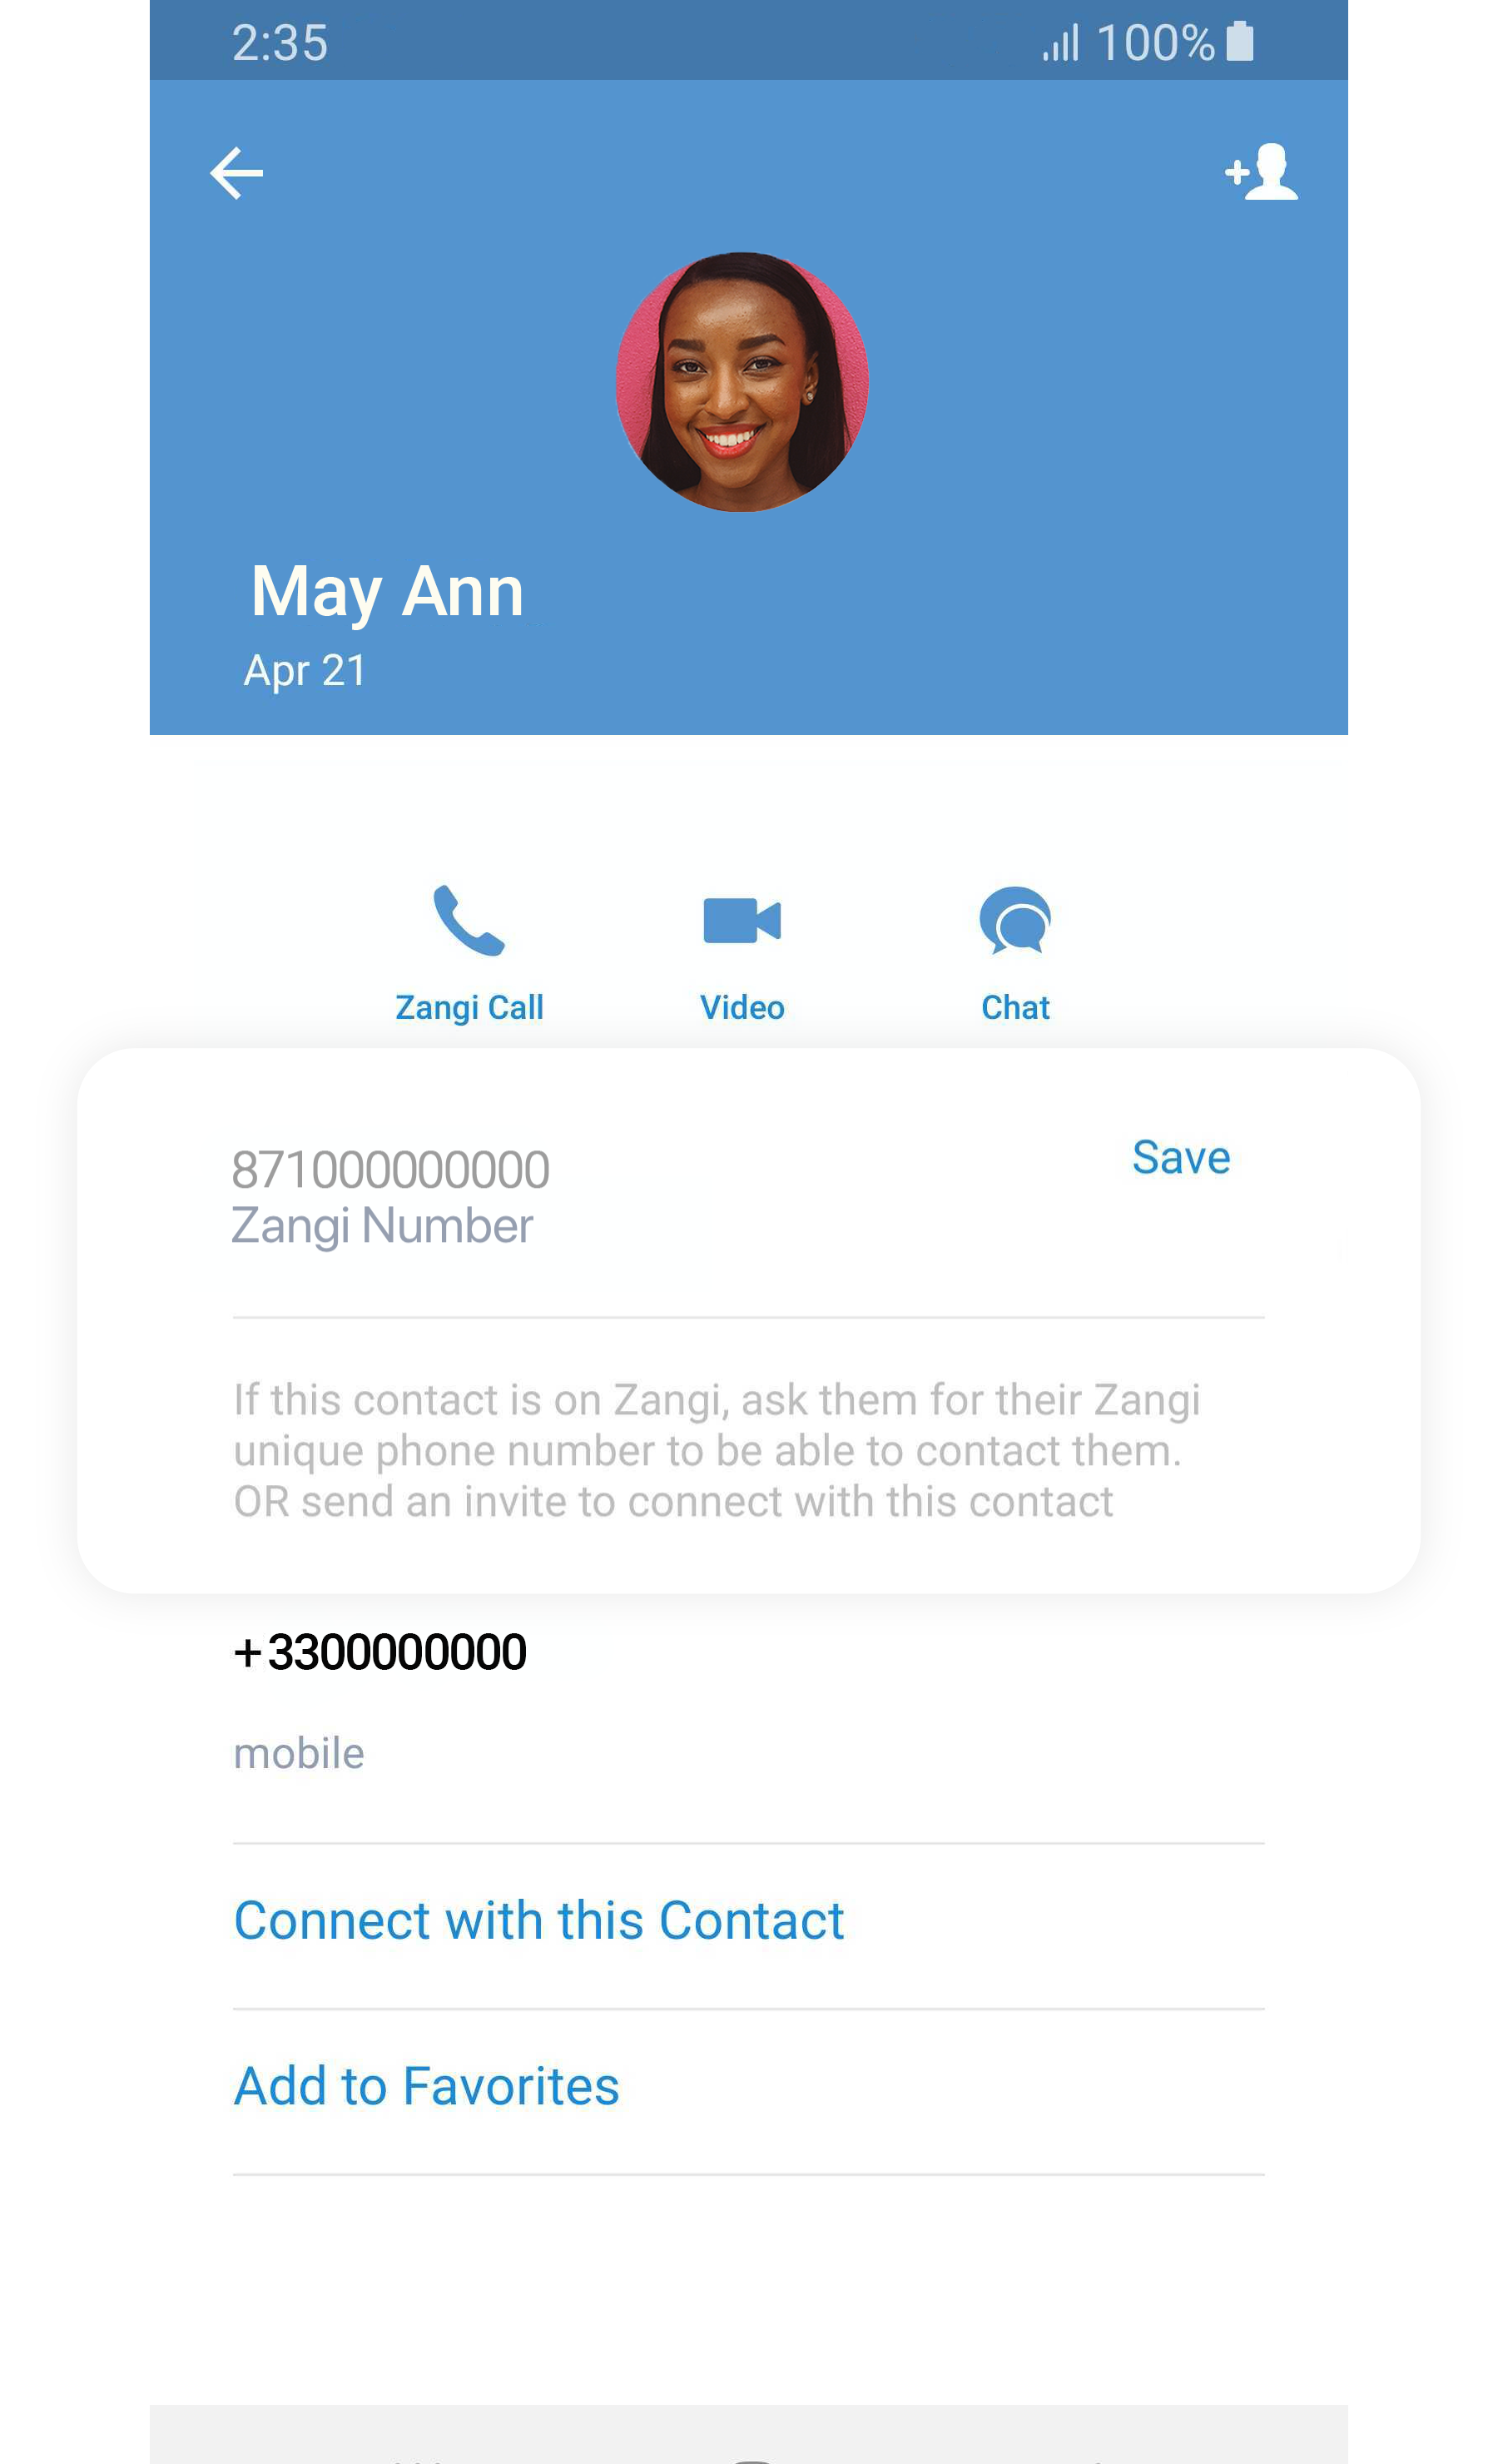 2:35 100%
May Ann
Apr 21
Zangi Call Video Chat
871000000000 Save
Zangi Number
If this contact is on Zangi, ask them for their Zangi
unique phone number to be able to contact them.
OR send an invite to connect with this contact
+3300000000
mobile
Connect with this Contact
Add to Favorites